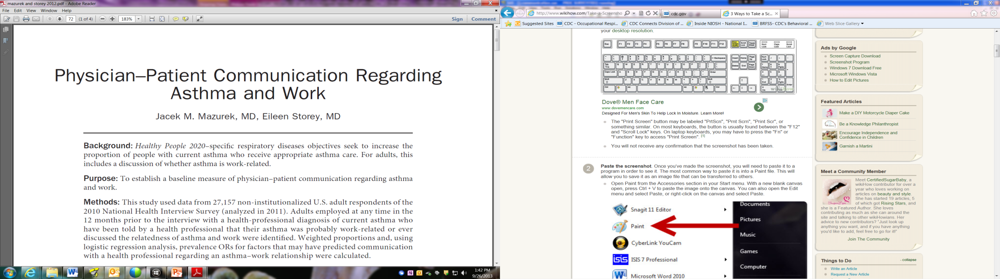 mazurek and storey 2012.pdf - Adobe Reader
File Edit View Window Help
72 (1 of 4) 183%
Sign Comment
Physician–Patient Communication Regarding
Asthma and Work
Jacek M. Mazurek, MD, Eileen Storey, MD
Background: Healthy People 2020–specific respiratory diseases objectives seek to increase the
proportion of people with current asthma who receive appropriate asthma care. For adults, this
includes a discussion of whether asthma is work-related.
Purpose: To establish a baseline measure of physician–patient communication regarding asthma
and work.
Methods: This study used data from 27,157 non-institutionalized U.S. adult respondents of the
2010 National Health Interview Survey (analyzed in 2011). Adults employed at any time in the
12 months prior to the interview with a health-professional diagnosis of current asthma who
have been told by a health professional that their asthma was probably work-related or ever
discussed the relatedness of asthma and work were identified. Weighted proportions and, using
logistic regression analysis, prevalence ORs for factors that may have predicted communication
with a health professional regarding an asthma–work relationship were calculated.
1:42 PM
9/26/2013
http://www.wikihow.com/Take-a-Screensho
cdc.gov
3 Ways to Take a Sc...
Suggested Sites CDC - Occupational Respi... CDC Connects Division of ... Inside NIOSH - National I... BRFSS- CDC's Behavioral ... Web Slice Gallery
your desktop resolution.
Dove® Men Face Care
www.dovemencare.com
Designed For Men's Skin To Help Lock In Moisture. Learn More!
The "Print Screen" button may be labeled "PrtScn", "Prnt Scrn", "Print Scr", or
something similar. On most keyboards, the button is usually found between the "F12"
and "Scroll Lock" keys. On laptop keyboards, you may have to press the "Fn" or
"Function" key to access "Print Screen". [1]
You will not receive any confirmation that the screenshot has been taken.
2 Paste the screenshot. Once you've made the screenshot, you will need to paste it to a
program in order to see it. The most common way to paste it is into a Paint file. This will
allow you to save it as an image file that can be transferred to others.
Open Paint from the Accessories section in your Start menu. With a new blank canvas
open, press Ctrl + V to paste the image onto the canvas. You can also open the Edit
menu and select Paste, or right-click on the canvas and select Paste.
Snagit 11 Editor
Paint
CyberLink YouCam
ISIS 7 Professional
Microsoft Word 2010
Documents
Pictures
Music
Games
Computer
Ads by Google
Screen Capture Download
Screenshot Program
Windows 7 Download Free
Microsoft Windows Vista
How to Edit Pictures
Featured Articles
Make a DIY Motorcycle Diaper Cake
Be a Knowledge Philanthropist
Encourage Independence and
Confidence in Children
Garnish a Martini
Meet a Community Member
Meet CertifiedSugarBaby, a
wikiHow contributor for over a
year who loves working on
articles on beauty and style.
She has started 19 articles, 5
of which got Rising Stars, and
she is a Featured Author. She loves
contributing as much as she can around the
site and talking to other wikiHowians. Her
advice to new contributors? "Just look up
anything you want, and if you have anything
you'd like to add, feel free to go for it!"
Join The Community
Things to Do - collapse
Write an Article
Request a New Article